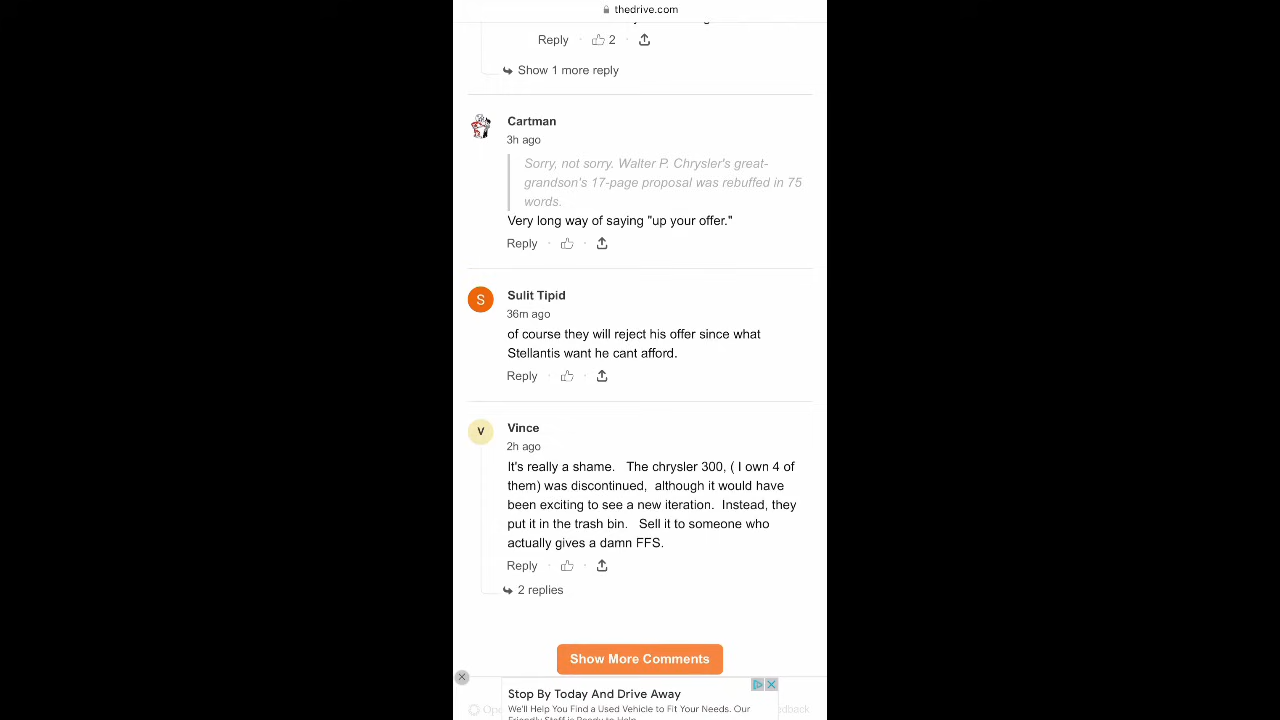 thedrive.com
Reply 2
Show 1 more reply
Cartman
3h ago
Sorry, not sorry. Walter P. Chrysler's great-
grandson's 17-page proposal was rebuffed in 75
words.
Very long way of saying "up your offer."
Reply
S
Sulit Tipid
36m ago
of course they will reject his offer since what
Stellantis want he cant afford.
Reply
V
Vince
2h ago
It's really a shame. The chrysler 300, ( I own 4 of
them) was discontinued, although it would have
been exciting to see a new iteration. Instead, they
put it in the trash bin. Sell it to someone who
actually gives a damn FFS.
Reply
2 replies
Show More Comments
Stop By Today And Drive Away
We'll Help You Find a Used Vehicle to Fit Your Needs. Our
Friendly Staff is Ready to Help